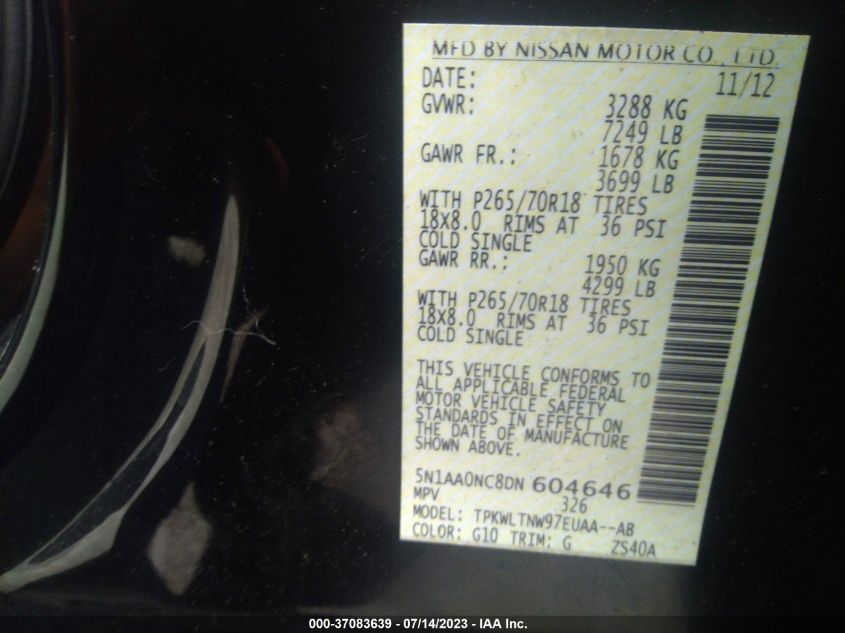 MFD BY NISSAN MOTOR CO., LTD.
DATE: 11/12
GVWR: 3288 KG
7249 LB
GAWR FR.: 1678 KG
3699 LB
WITH P265/70R18 TIRES
18X8.0 RIMS AT 36 PSI
COLD SINGLE
GAWR RR.: 1950 KG
4299 LB
WITH P265/70R18 TIRES
18X8.0 RIMS AT 36 PSI
COLD SINGLE
THIS VEHICLE CONFORMS TO
ALL APPLICABLE FEDERAL
MOTOR VEHICLE SAFETY
STANDARDS IN EFFECT ON
THE DATE OF MANUFACTURE
SHOWN ABOVE.
5N1AA0NC8DN 604646
MPV 326
MODEL: TPKWLTNW97EUAA--AB
COLOR: G10 TRIM: G ZS40A
000-37083639 - 07/14/2023 - IAA Inc.